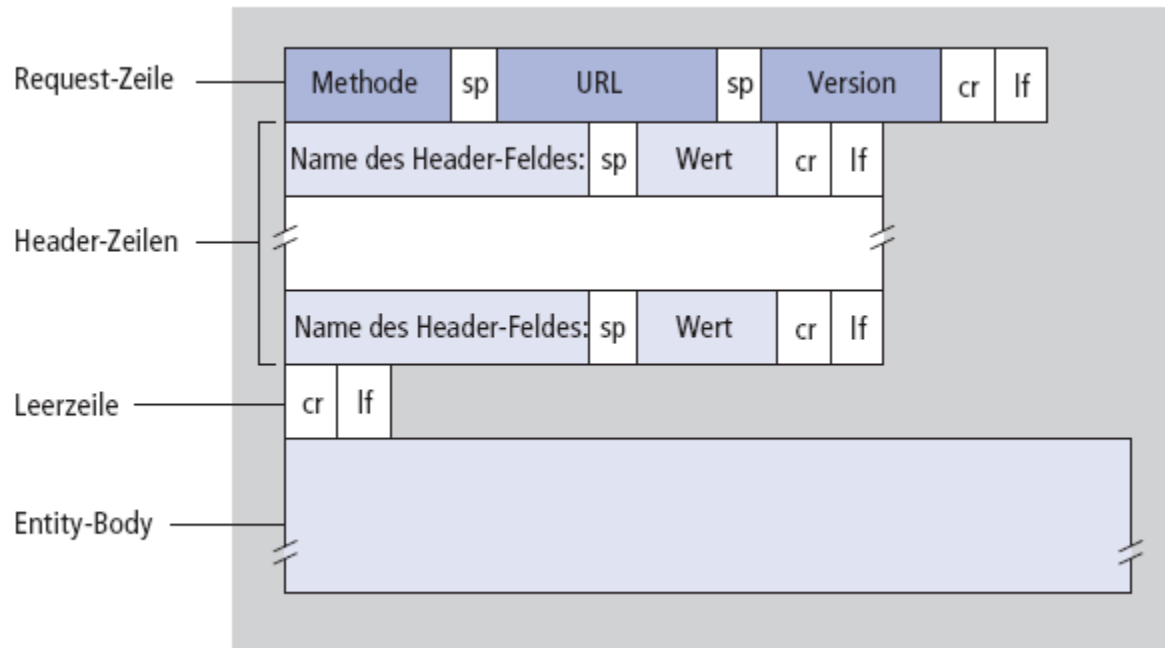 Request-Zeile
Methode sp URL sp Version cr lf
Name des Header-Feldes: sp Wert cr lf
Header-Zeilen
Name des Header-Feldes: sp Wert cr lf
Leerzeile
cr lf
Entity-Body